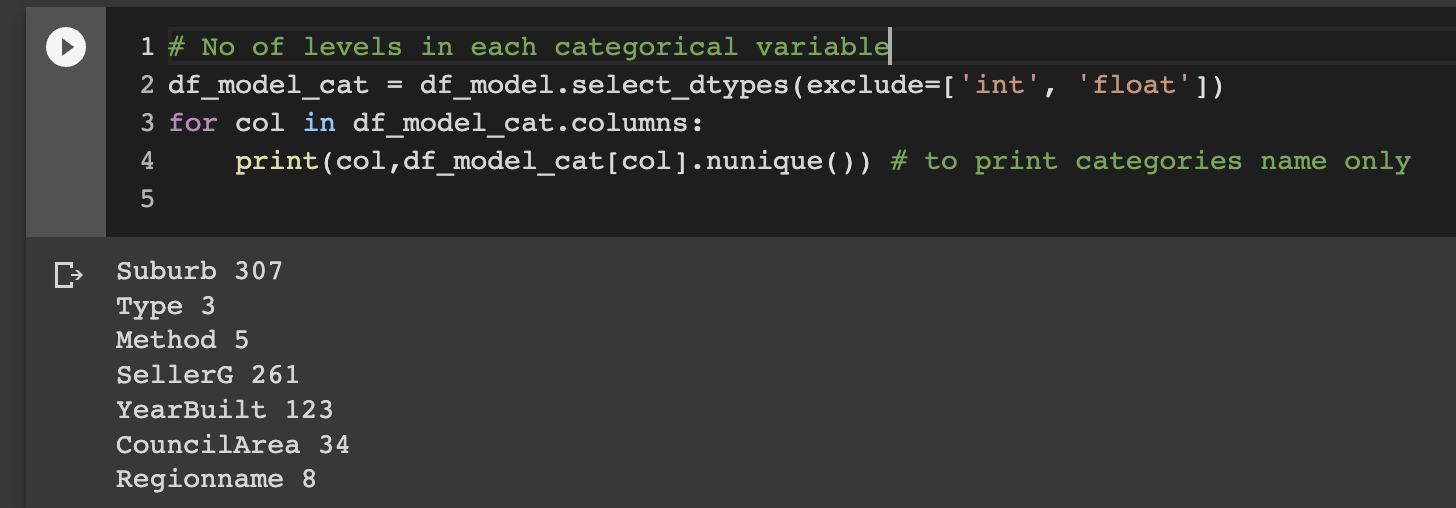 1 # No of levels in each categorical variable
2 df_model_cat = df_model.select_dtypes(exclude=['int', 'float'])
3 for col in df_model_cat.columns:
4     print(col,df_model_cat[col].nunique()) # to print categories name only
5
Suburb 307
Type 3
Method 5
SellerG 261
YearBuilt 123
CouncilArea 34
Regionname 8